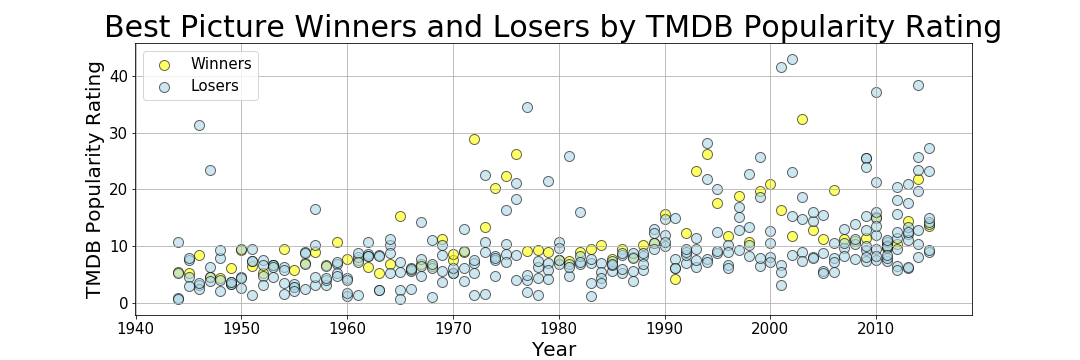 Best Picture Winners and Losers by TMDB Popularity Rating
Winners
Losers
TMDB Popularity Rating
40
30
20
10
0
1940 1950 1960 1970 1980 1990 2000 2010
Year